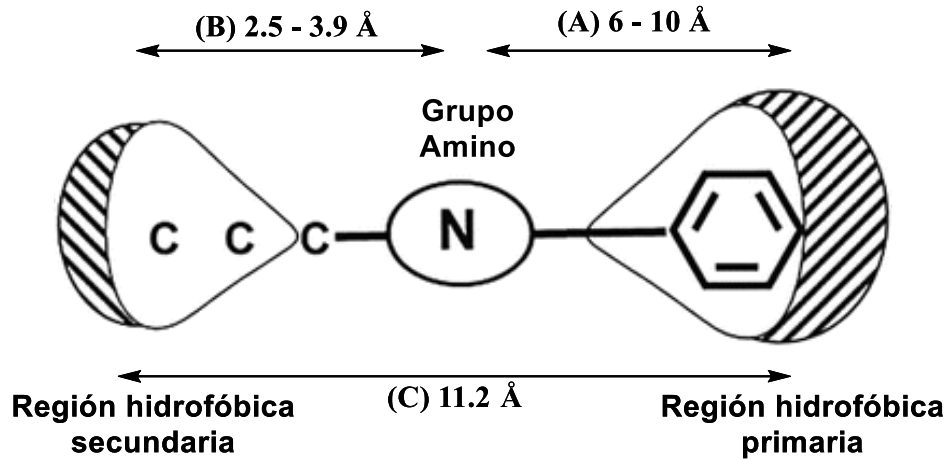 (B) 2.5 - 3.9 Å
(A) 6 - 10 Å
Grupo
Amino
C C C N
(C) 11.2 Å
Región hidrofóbica
secundaria
Región hidrofóbica
primaria